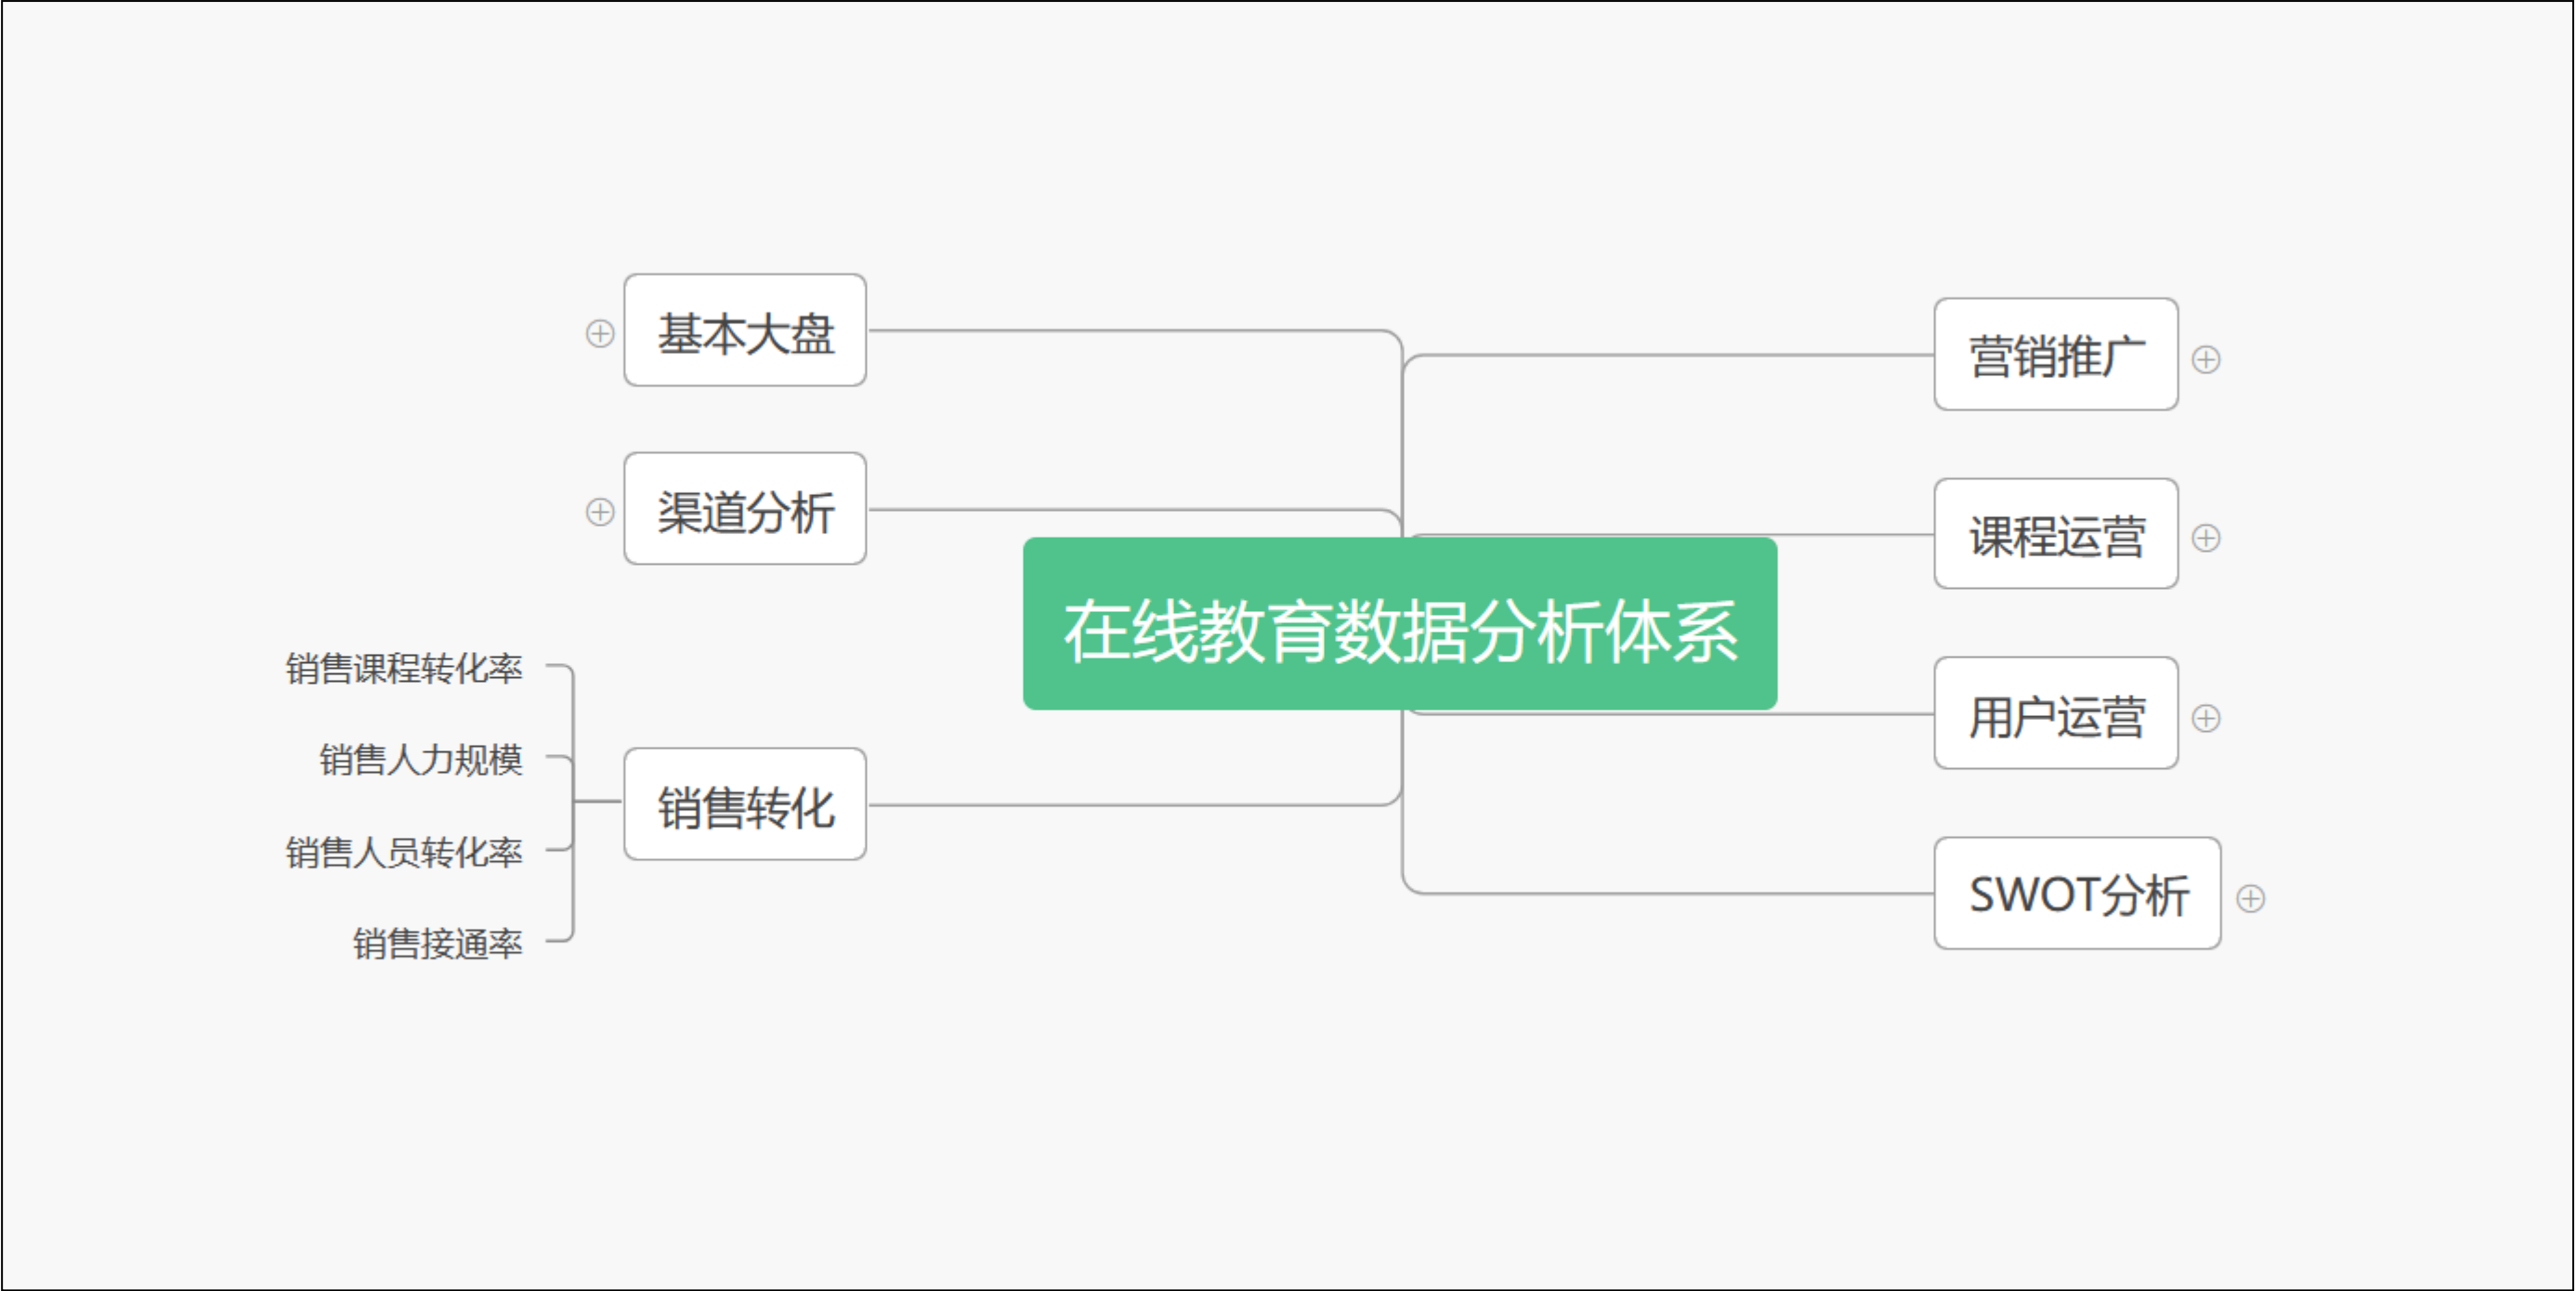 在线教育数据分析体系
营销推广
课程运营
用户运营
SWOT分析
基本大盘
渠道分析
销售转化
销售课程转化率
销售人力规模
销售人员转化率
销售接通率